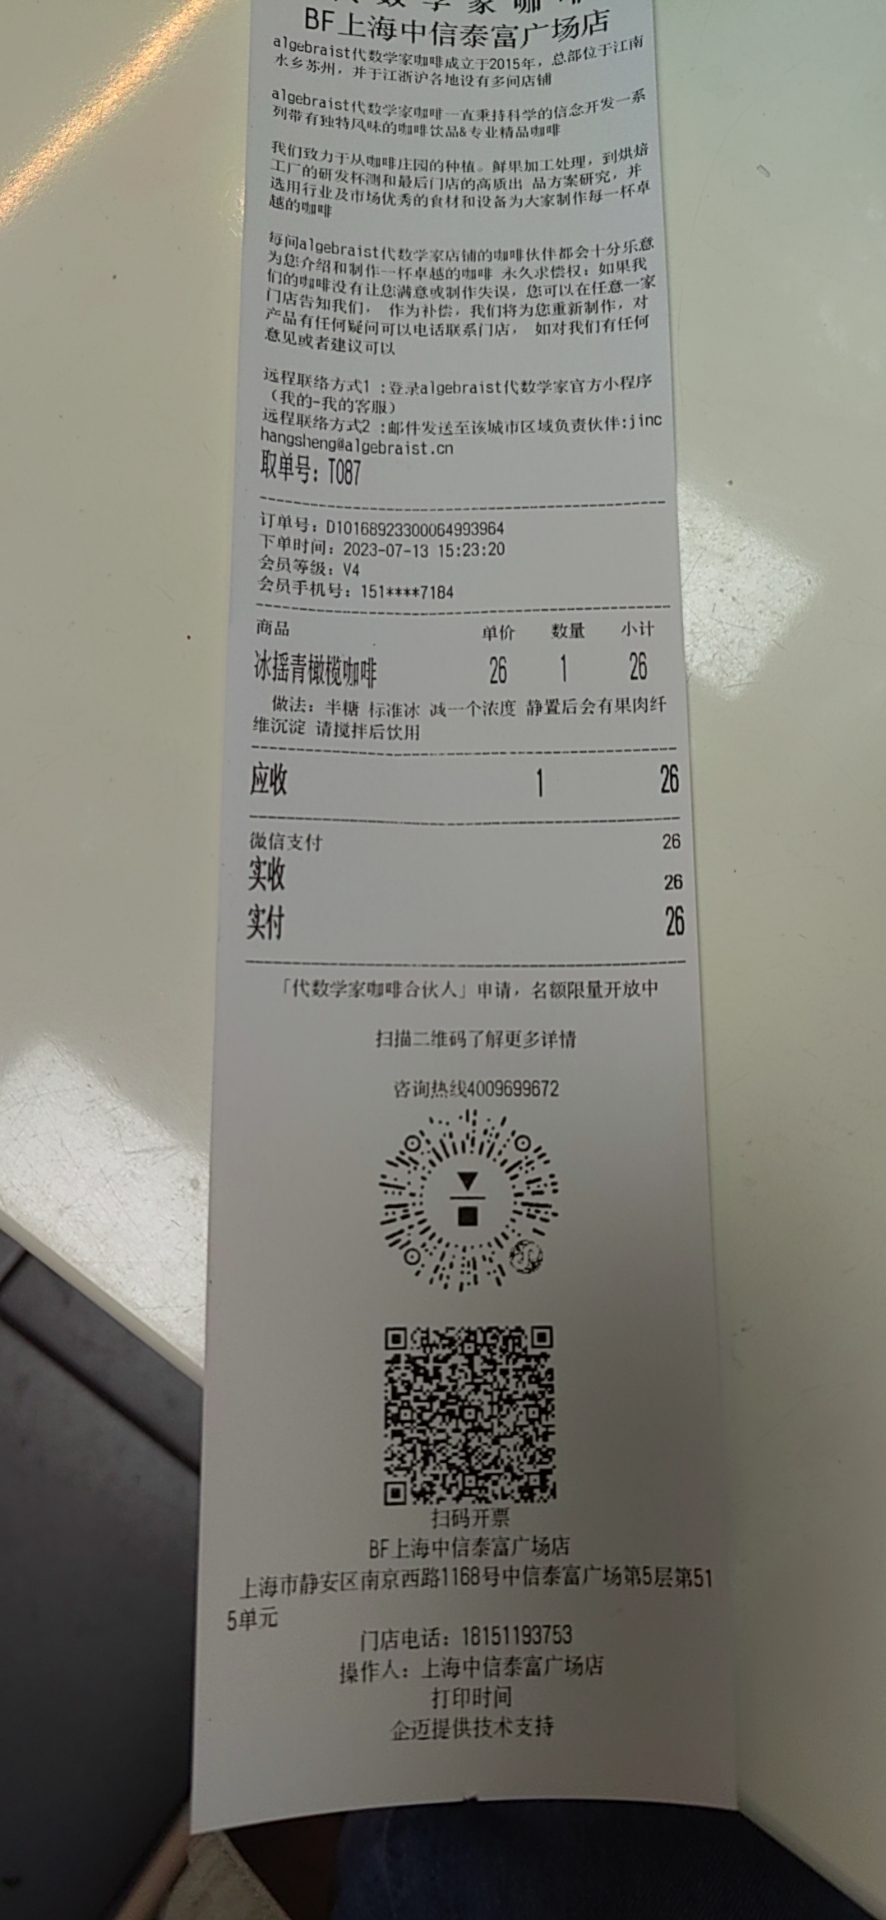 代数学家咖啡
BF上海中信泰富广场店
algebraist代数学家咖啡成立于2015年，总部位于江南
水乡苏州，并于江浙沪各地设有多间店铺
algebraist代数学家咖啡一直秉持科学的信念开发一系
列带有独特风味的咖啡饮品&专业精品咖啡
我们致力于从咖啡庄园的种植。鲜果加工处理，到烘焙
工厂的研发杯测和最后门店的高质出 品方案研究，并
选用行业及市场优秀的食材和设备为大家制作每一杯卓
越的咖啡
每间algebraist代数学家店铺的咖啡伙伴都会十分乐意
为您介绍和制作一杯卓越的咖啡 永久求偿权：如果我
们的咖啡没有让您满意或制作失误，您可以在任意一家
门店告知我们， 作为补偿，我们将为您重新制作，对
产品有任何疑问可以电话联系门店， 如对我们有任何
意见或者建议可以
远程联络方式1 :登录algebraist代数学家官方小程序
（我的-我的客服）
远程联络方式2 :邮件发送至该城市区域负责伙伴:jinc
hangsheng@algebraist.cn
取单号：T087
订单号：D10168923300064993964
下单时间：2023-07-13 15:23:20
会员等级：V4
会员手机号：151****7184
商品 单价 数量 小计
冰摇青橄榄咖啡 26 1 26
做法：半糖 标准冰 减一个浓度 静置后会有果肉纤
维沉淀 请搅拌后饮用
应收 1 26
微信支付 26
实收 26
实付 26
「代数学家咖啡合伙人」申请，名额限量开放中
扫描二维码了解更多详情
咨询热线4009699672
扫码开票
BF上海中信泰富广场店
上海市静安区南京西路1168号中信泰富广场第5层第51
5单元
门店电话：18151193753
操作人：上海中信泰富广场店
打印时间
企迈提供技术支持